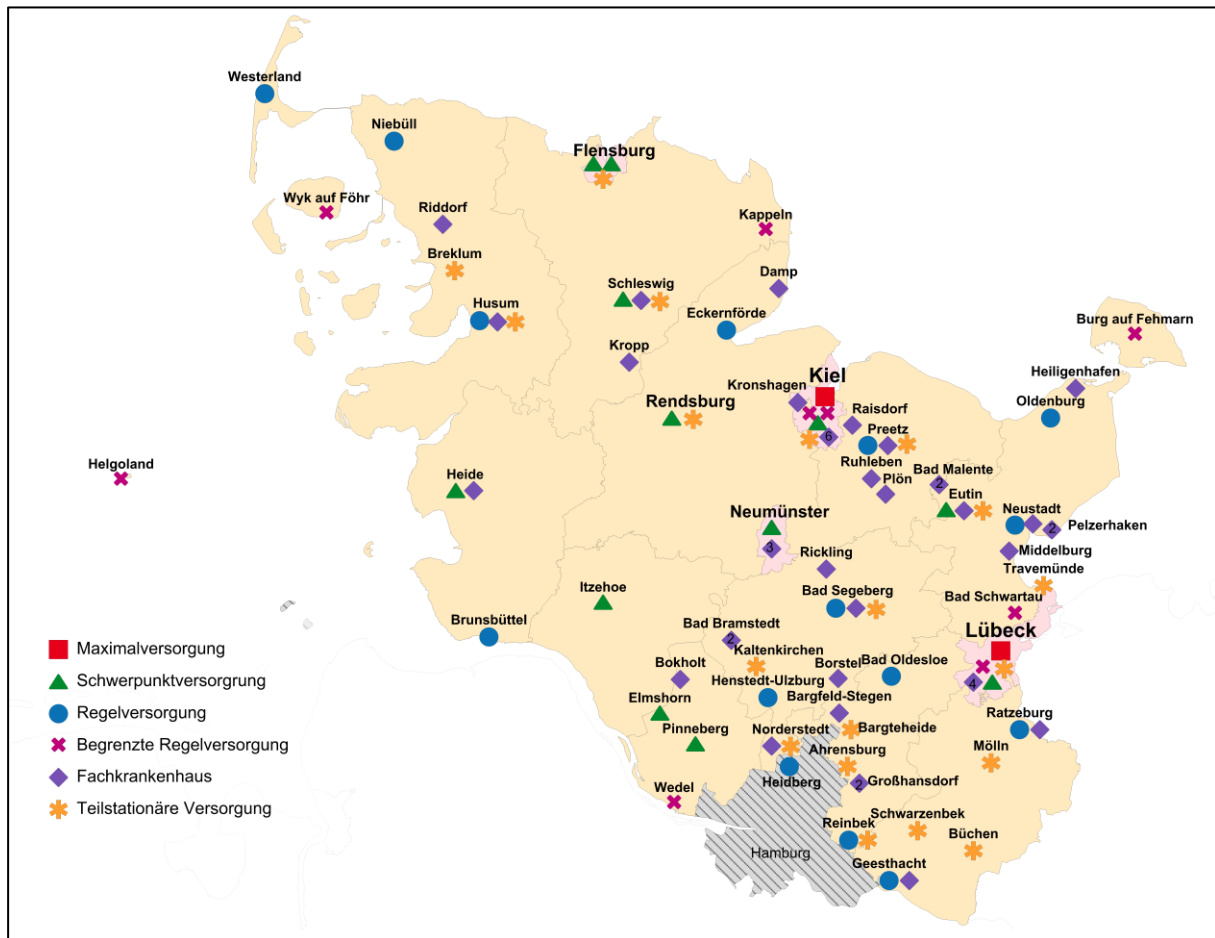 Westerland
Niebüll
Flensburg
Wyk auf Föhr
Riddorf
Kappeln
Breklum
Damp
Schleswig
Husum
Eckernförde
Burg auf Fehmarn
Kropp
Heiligenhafen
Kiel
Kronshagen
Oldenburg
Rendsburg
Raisdorf
Preetz
6
Helgoland
Heide
Ruhleben
Bad Malente
Plön
2
Eutin
Neumünster
Neustadt
2
Pelzerhaken
3
Rickling
Middelburg
Travemünde
Itzehoe
Bad Segeberg
Bad Schwartau
Brunsbüttel
Bad Bramstedt
2
Lübeck
Kaltenkirchen
Bokholt
Borstel
Bad Oldesloe
4
Henstedt-Ulzburg
Elmshorn
Bargfeld-Stegen
Ratzeburg
Pinneberg
Norderstedt
Bargteheide
Ahrensburg
Mölln
Heidberg
2
Großhansdorf
Wedel
Schwarzenbek
Reinbek
Büchen
Hamburg
Geesthacht
Maximalversorgung
Schwerpunktversorgrung
Regelversorgung
Begrenzte Regelversorgung
Fachkrankenhaus
Teilstationäre Versorgung